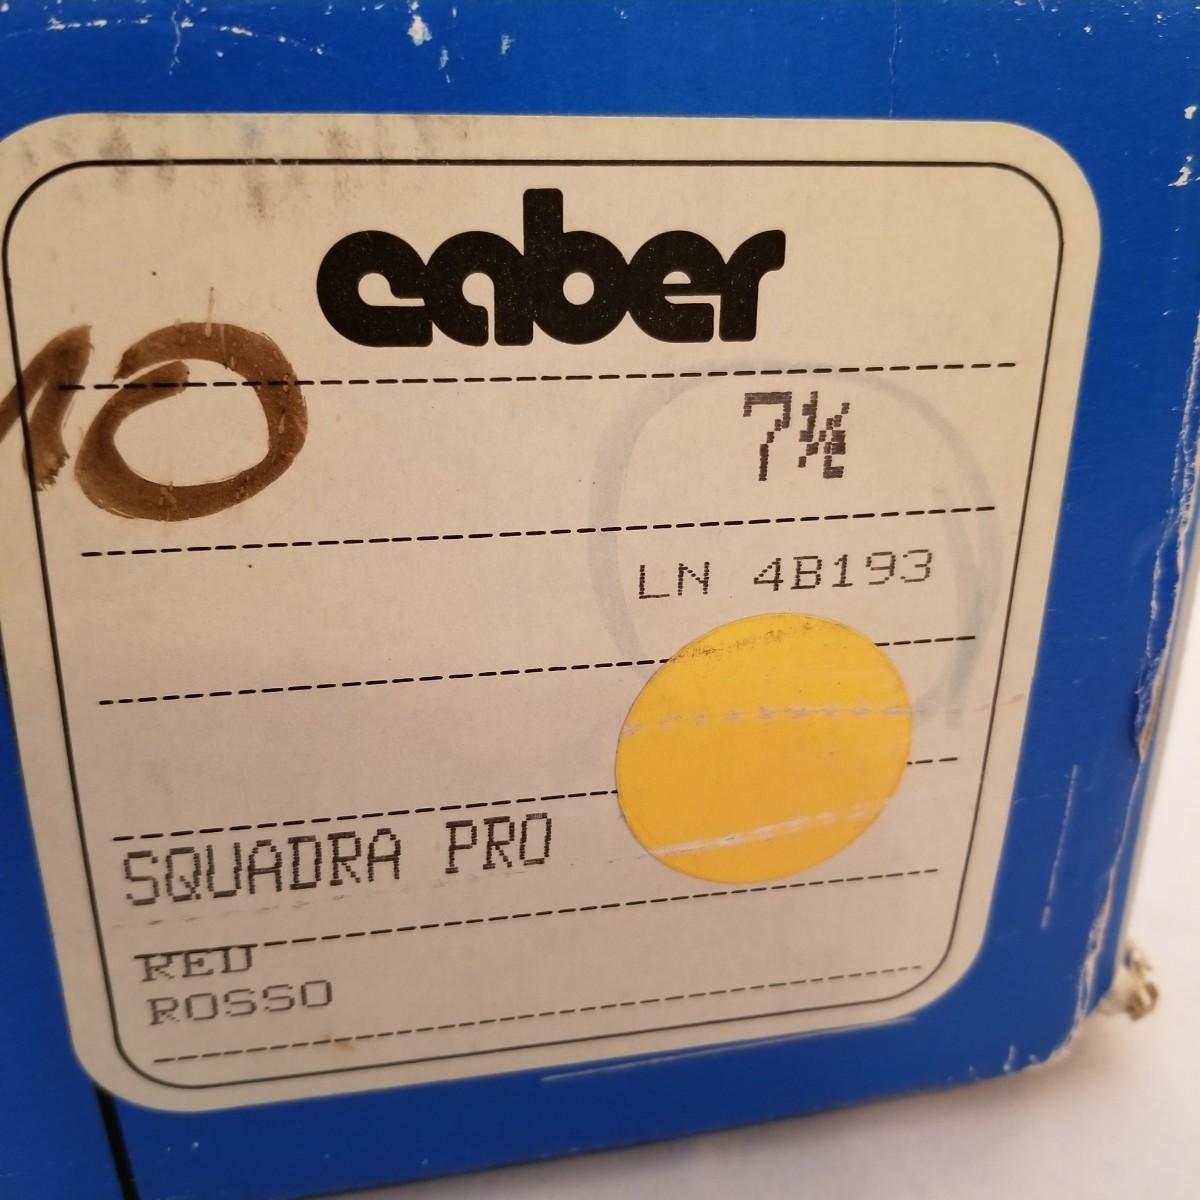 caber
10
7½
LN 4B193
SQUADRA PRO
RED
ROSSO